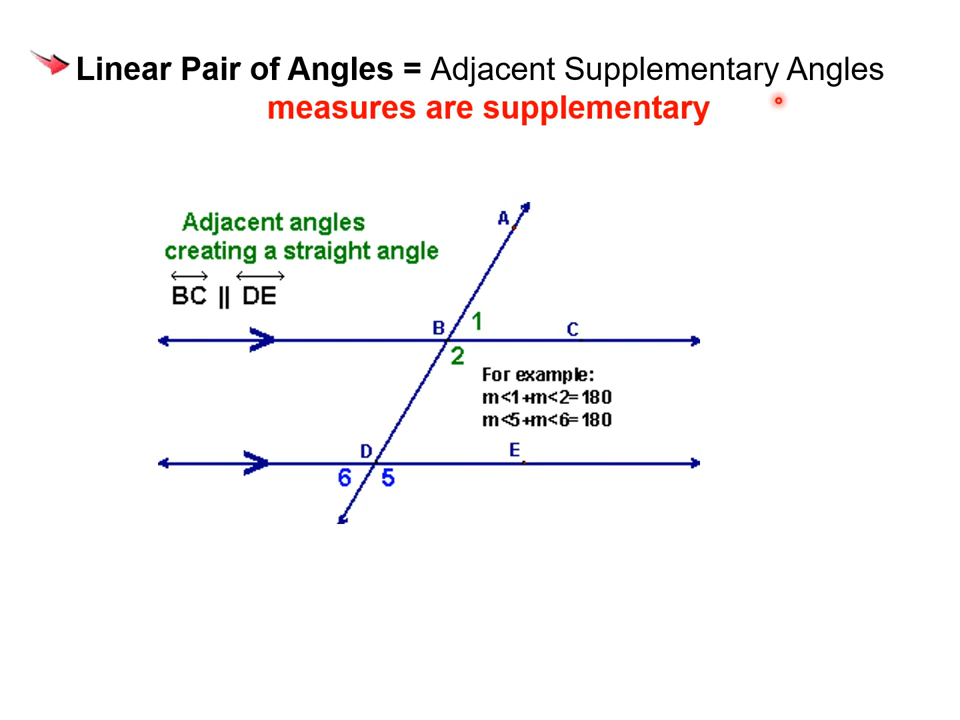 Linear Pair of Angles = Adjacent Supplementary Angles
measures are supplementary
Adjacent angles
creating a straight angle
BC || DE
A
B
1
C
2
For example:
m<1+m<2=180
m<5+m<6=180
D
E
6
5